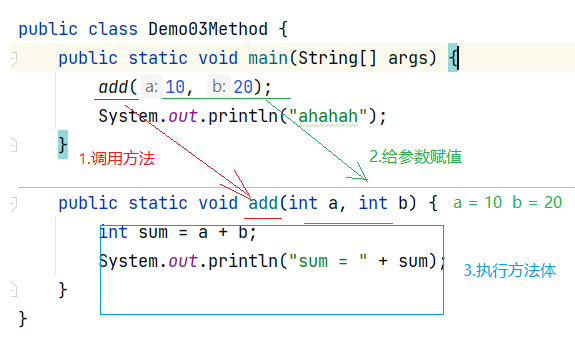 public class Demo03Method {
public static void main(String[] args) {
add( a: 10, b: 20);
System.out.println("ahahah");
}
1.调用方法
2.给参数赋值
public static void add(int a, int b) { a = 10 b = 20
int sum = a + b;
System.out.println("sum = " + sum);
3.执行方法体
}
}